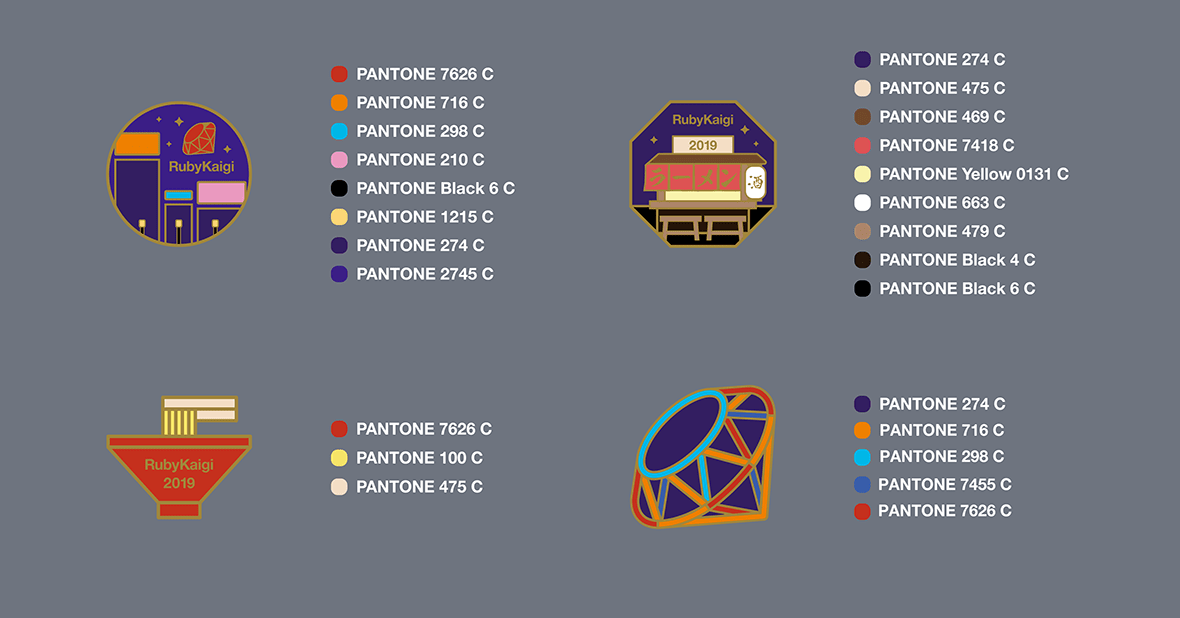 RubyKaigi
PANTONE 7626 C
PANTONE 716 C
PANTONE 298 C
PANTONE 210 C
PANTONE Black 6 C
PANTONE 1215 C
PANTONE 274 C
PANTONE 2745 C
RubyKaigi
2019
ラーメン
酒
PANTONE 274 C
PANTONE 475 C
PANTONE 469 C
PANTONE 7418 C
PANTONE Yellow 0131 C
PANTONE 663 C
PANTONE 479 C
PANTONE Black 4 C
PANTONE Black 6 C
RubyKaigi
2019
PANTONE 7626 C
PANTONE 100 C
PANTONE 475 C
PANTONE 274 C
PANTONE 716 C
PANTONE 298 C
PANTONE 7455 C
PANTONE 7626 C